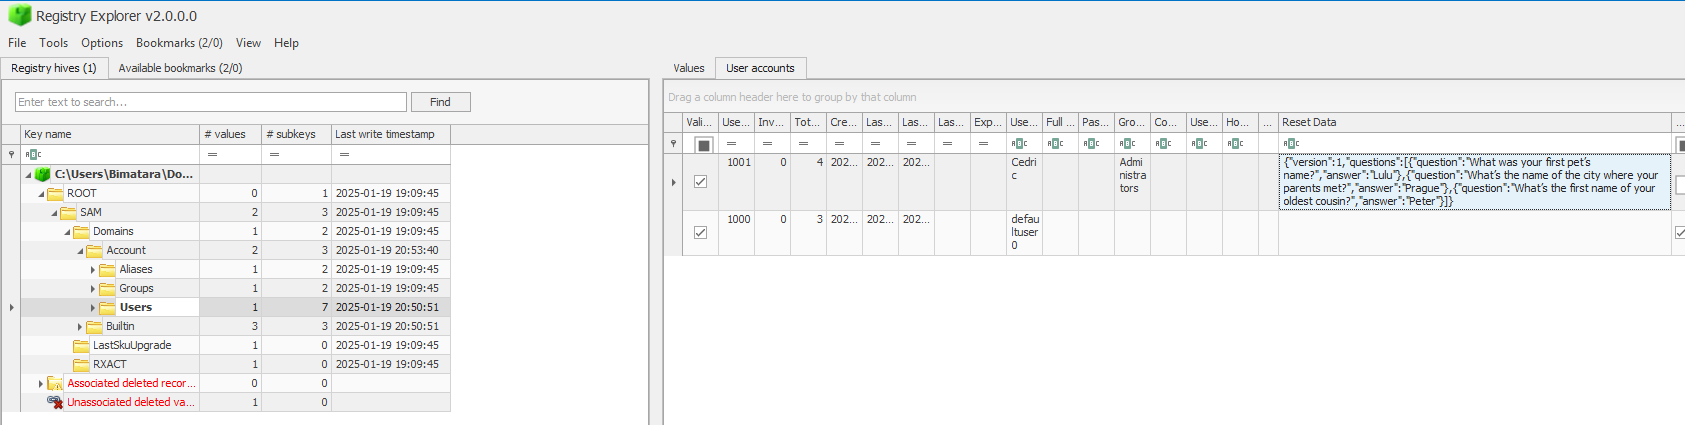 Registry Explorer v2.0.0.0
File Tools Options Bookmarks (2/0) View Help
Registry hives (1) Available bookmarks (2/0)
Enter text to search... Find
Key name # values # subkeys Last write timestamp
= = =
C:\Users\Bimatara\Do...
ROOT 0 1 2025-01-19 19:09:45
SAM 2 3 2025-01-19 19:09:45
Domains 1 2 2025-01-19 19:09:45
Account 2 3 2025-01-19 20:53:40
Aliases 1 2 2025-01-19 19:09:45
Groups 1 2 2025-01-19 19:09:45
Users 1 7 2025-01-19 20:50:51
Builtin 3 3 2025-01-19 20:50:51
LastSkuUpgrade 1 0 2025-01-19 19:09:45
RXACT 1 0 2025-01-19 19:09:45
Associated deleted recor... 0 0
Unassociated deleted va... 1 0
Values User accounts
Drag a column header here to group by that column
Vali... Use... Inv... Tot... Cre... Las... Las... Las... Exp... Use... Full ... Pas... Gro... Co... Use... Ho... ... Reset Data ...
= = = = = = = =
1001 0 4 202... 202... 202... Cedri Admi {"version":1,"questions":[{"question":"What was your first pet's
c nistra name?","answer":"Lulu"},{"question":"What's the name of the city where your
tors parents met?","answer":"Prague"},{"question":"What's the first name of your
oldest cousin?","answer":"Peter"}]}
1000 0 3 202... 202... 202... defa
ultuser
0